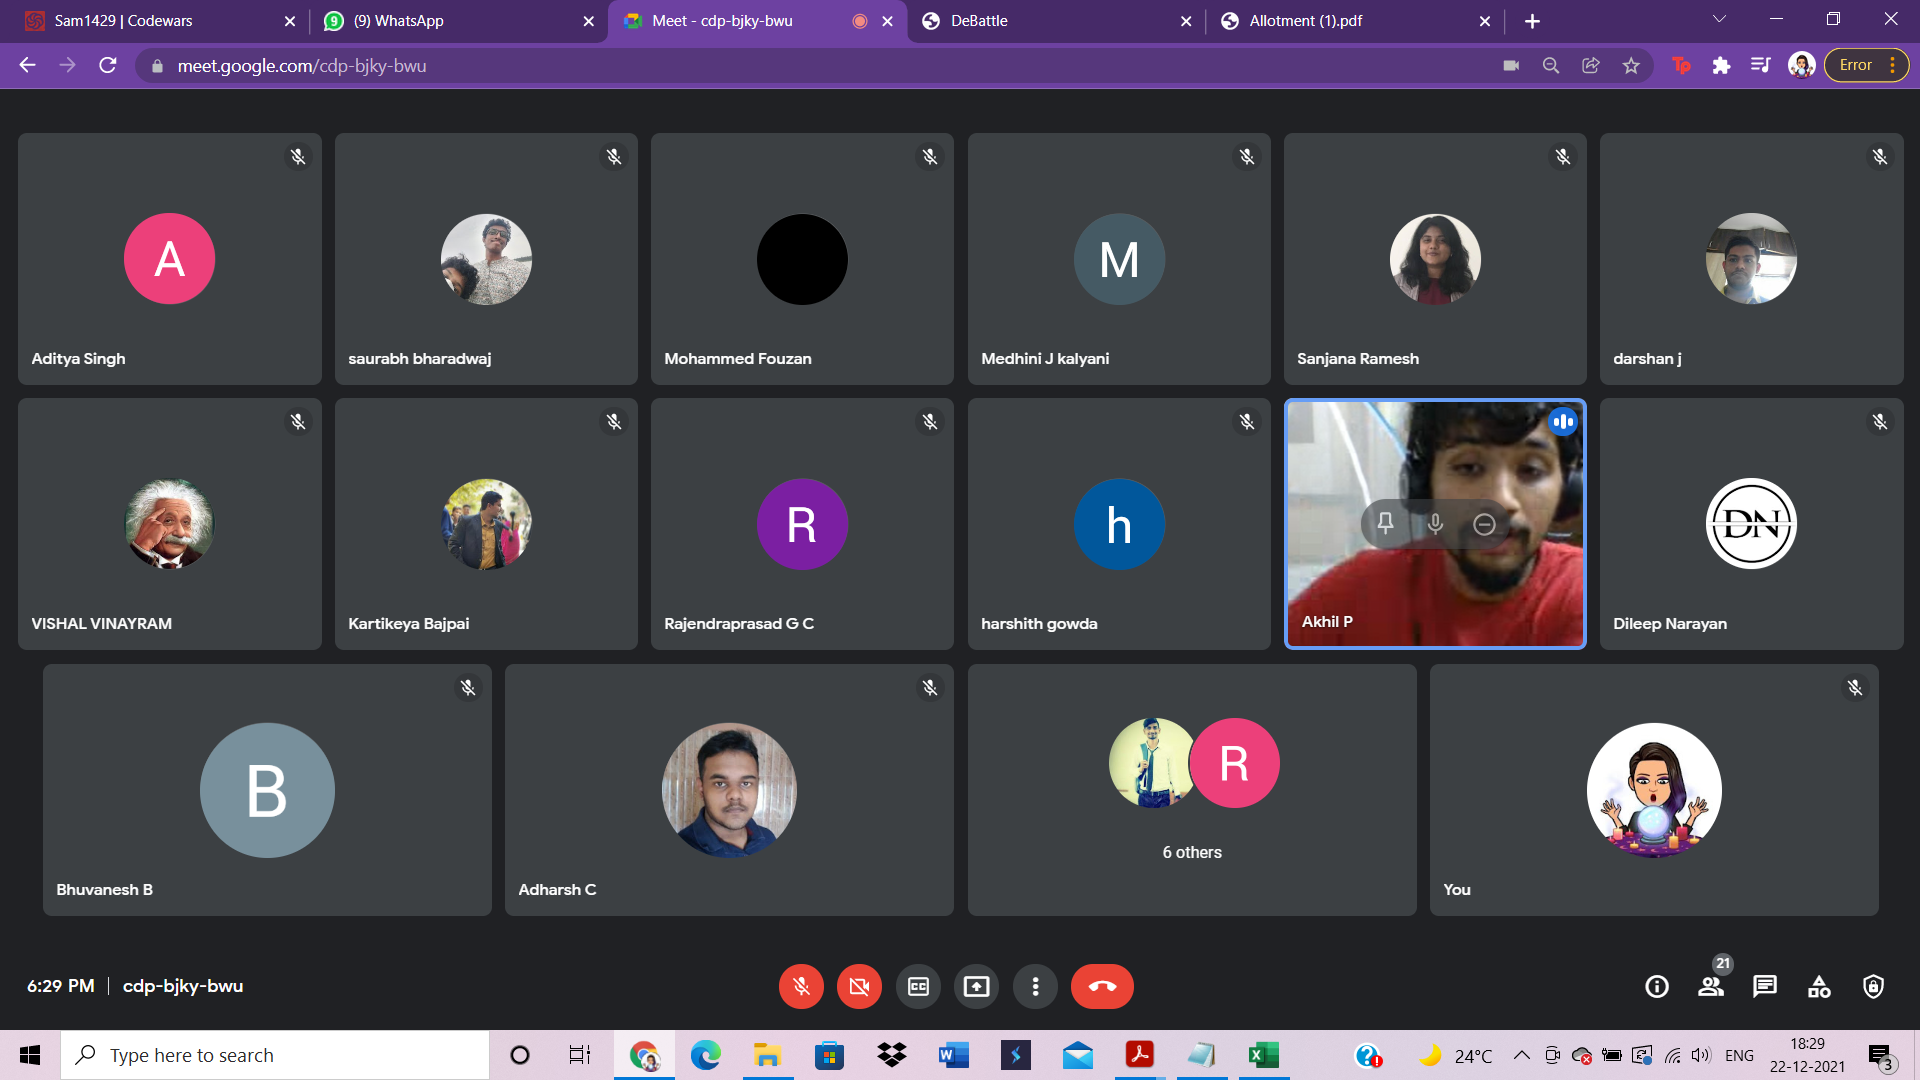 Sam1429 | Codewars
(9) WhatsApp
Meet - cdp-bjky-bwu
DeBattle
Allotment (1).pdf
meet.google.com/cdp-bjky-bwu
Tp
Error
A
M
Aditya Singh
saurabh bharadwaj
Mohammed Fouzan
Medhini J kalyani
Sanjana Ramesh
darshan j
R
h
DN
VISHAL VINAYRAM
Kartikeya Bajpai
Rajendraprasad G C
harshith gowda
Akhil P
Dileep Narayan
B
R
6 others
Bhuvanesh B
Adharsh C
You
6:29 PM | cdp-bjky-bwu
CC
21
Type here to search
24°C
ENG
18:29
22-12-2021
3